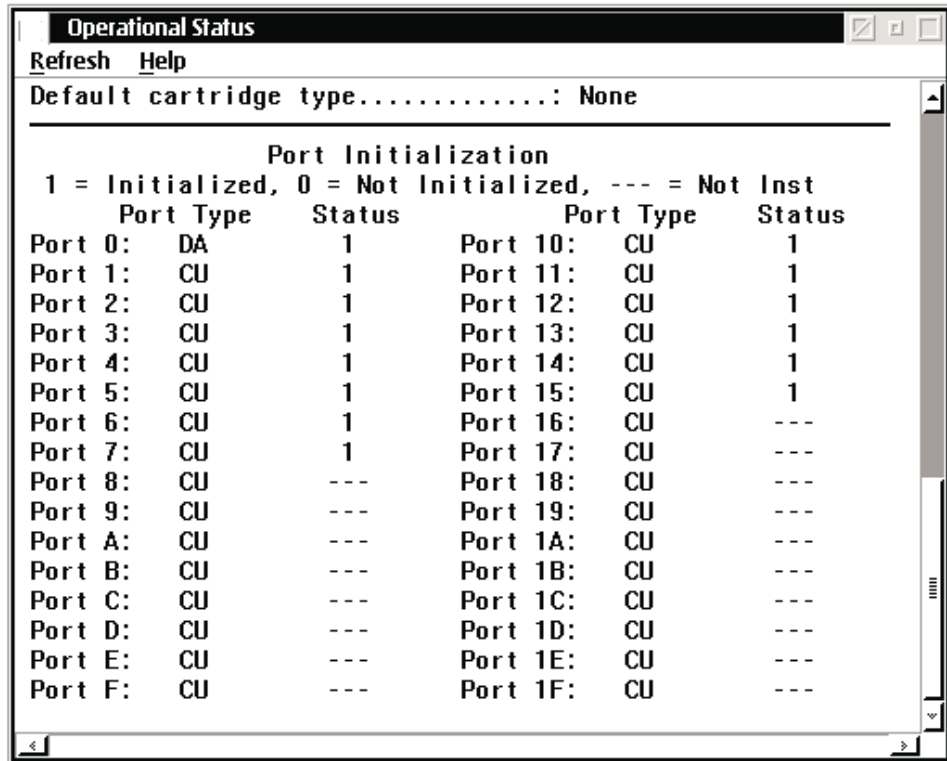 Operational Status
Refresh Help
Default cartridge type.............: None
Port Initialization
1 = Initialized, 0 = Not Initialized, --- = Not Inst
Port Type Status Port Type Status
Port 0: DA 1 Port 10: CU 1
Port 1: CU 1 Port 11: CU 1
Port 2: CU 1 Port 12: CU 1
Port 3: CU 1 Port 13: CU 1
Port 4: CU 1 Port 14: CU 1
Port 5: CU 1 Port 15: CU 1
Port 6: CU 1 Port 16: CU ---
Port 7: CU 1 Port 17: CU ---
Port 8: CU --- Port 18: CU ---
Port 9: CU --- Port 19: CU ---
Port A: CU --- Port 1A: CU ---
Port B: CU --- Port 1B: CU ---
Port C: CU --- Port 1C: CU ---
Port D: CU --- Port 1D: CU ---
Port E: CU --- Port 1E: CU ---
Port F: CU --- Port 1F: CU ---